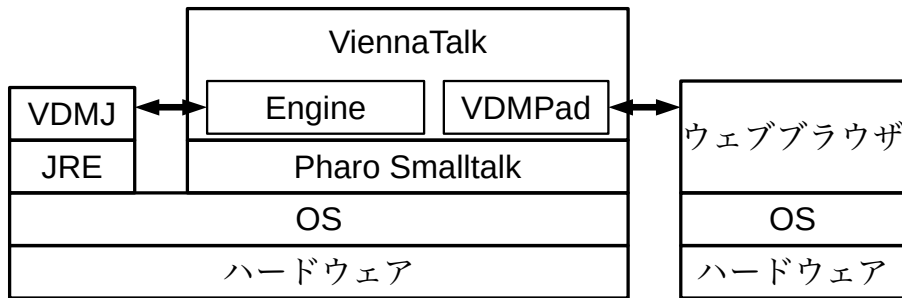 ViennaTalk
VDMJ
Engine
VDMPad
ウェブブラウザ
JRE
Pharo Smalltalk
OS
OS
ハードウェア
ハードウェア